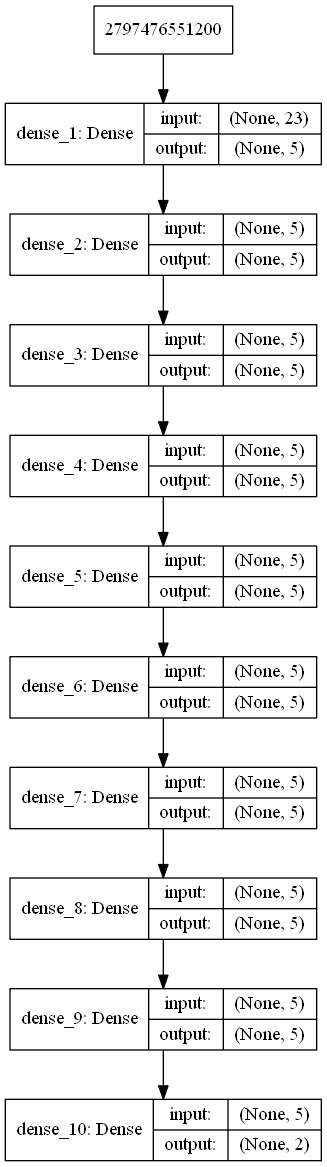 2797476551200
dense_1: Dense
input: (None, 23)
output: (None, 5)
dense_2: Dense
input: (None, 5)
output: (None, 5)
dense_3: Dense
input: (None, 5)
output: (None, 5)
dense_4: Dense
input: (None, 5)
output: (None, 5)
dense_5: Dense
input: (None, 5)
output: (None, 5)
dense_6: Dense
input: (None, 5)
output: (None, 5)
dense_7: Dense
input: (None, 5)
output: (None, 5)
dense_8: Dense
input: (None, 5)
output: (None, 5)
dense_9: Dense
input: (None, 5)
output: (None, 5)
dense_10: Dense
input: (None, 5)
output: (None, 2)